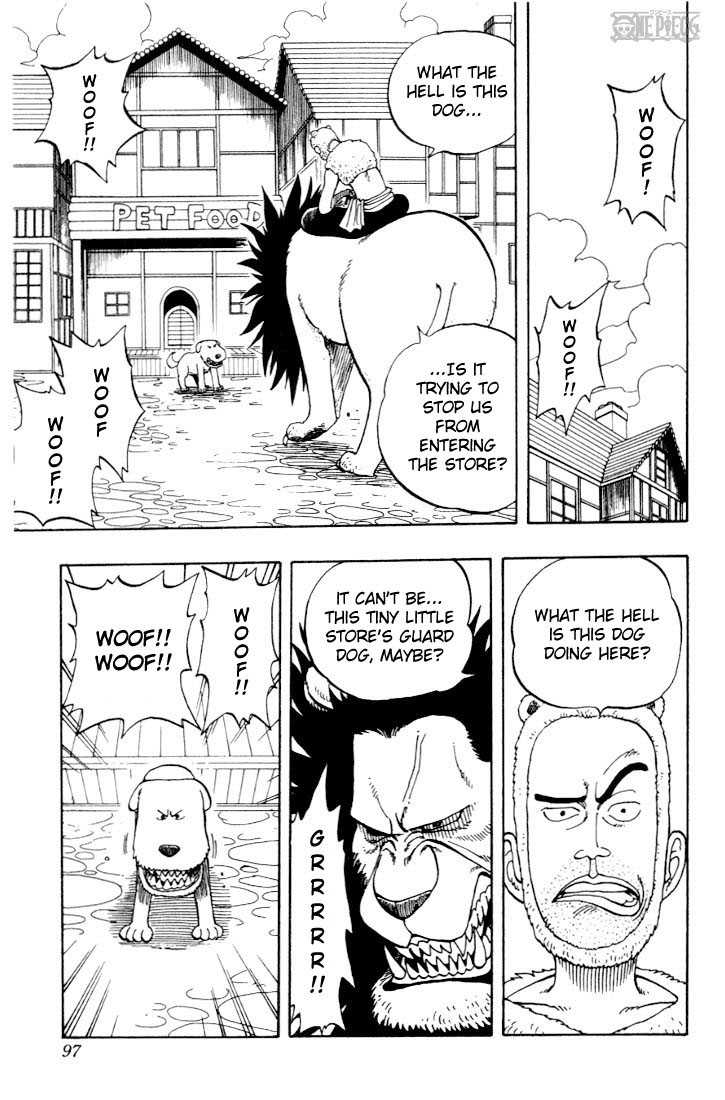 ONE PIECE
WOOF!
WOOF!!
WHAT THE
HELL IS THIS
DOG...
WOOF!!
PET FOOD
...IS IT
TRYING TO
STOP US
FROM
ENTERING
THE STORE?
WOOF
WOOF!!
WHAT THE HELL
IS THIS DOG
DOING HERE?
IT CAN'T BE...
THIS TINY LITTLE
STORE'S GUARD
DOG, MAYBE?
GRRRRRR!!
WOOF!!
WOOF!!
WOOF!!
97